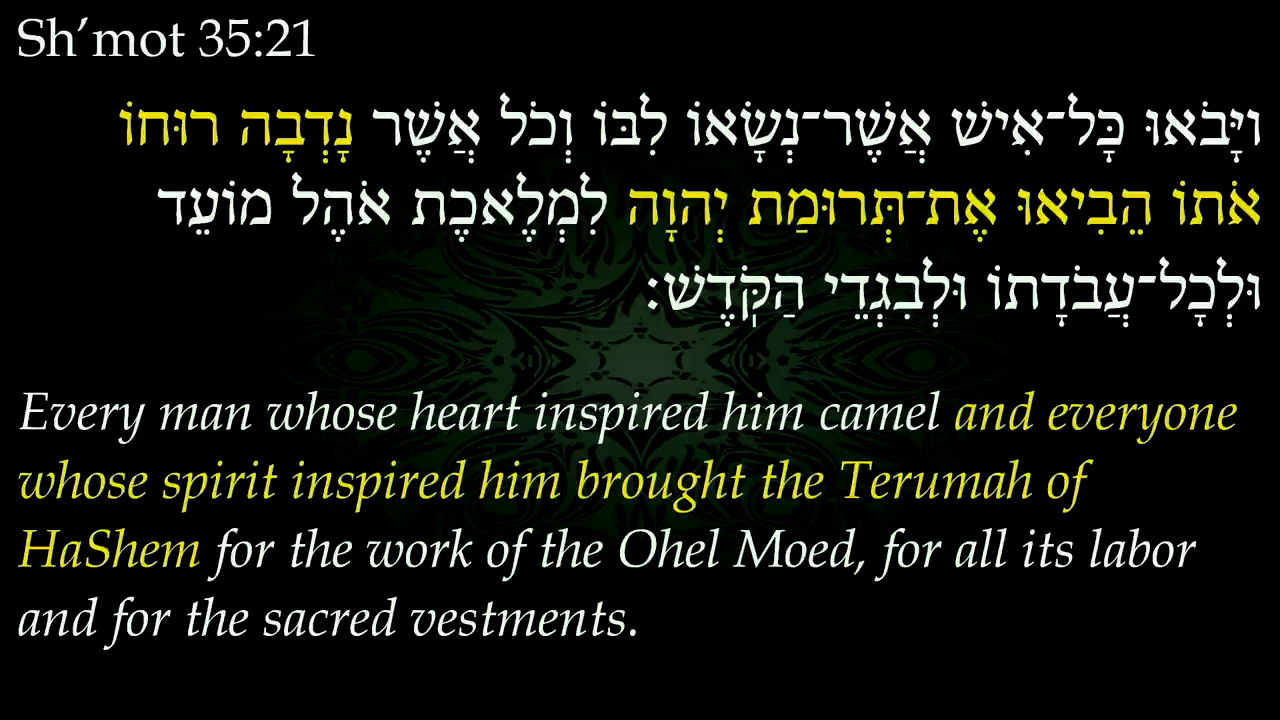 Sh’mot 35:21
ויָּבֹאוּ כָּל־אִישׁ אֲשֶׁר־נְשָׂאוֹ לִבּוֹ וְכֹל אֲשֶׁר נָדְבָה רוּחוֹ
אֹתוֹ הֵבִיאוּ אֶת־תְּרוּמַת יְהוָה לִמְלֶאכֶת אֹהֶל מוֹעֵד
וּלְכָל־עֲבֹדָתוֹ וּלְבִגְדֵי הַקֹּדֶשׁ׃
Every man whose heart inspired him camel and everyone
whose spirit inspired him brought the Terumah of
HaShem for the work of the Ohel Moed, for all its labor
and for the sacred vestments.